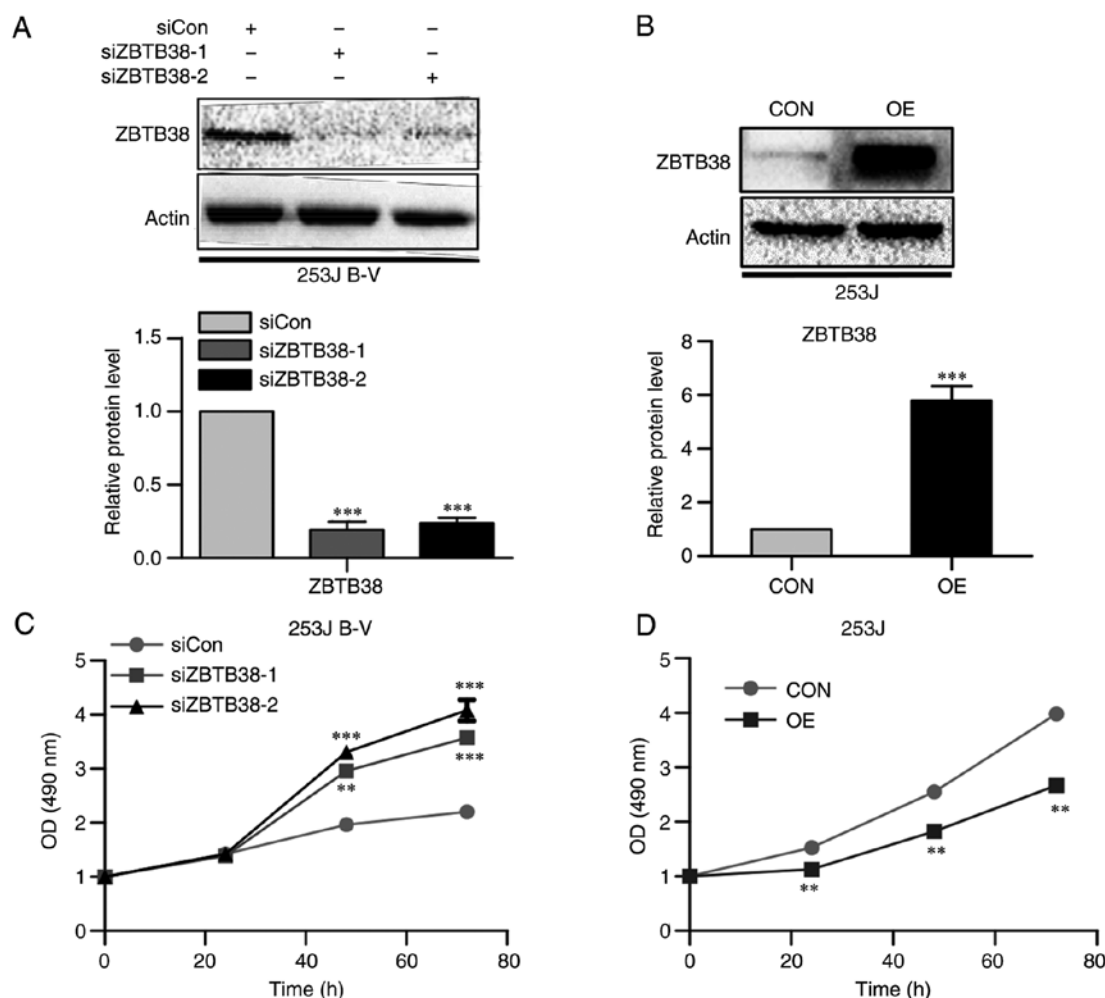 A
siCon + – –
siZBTB38-1 – + –
siZBTB38-2 – – +
ZBTB38
Actin
253J B-V
Relative protein level
1.5
1.0
0.5
0.0
siCon
siZBTB38-1
siZBTB38-2
*** ***
ZBTB38
B
CON OE
ZBTB38
Actin
253J
ZBTB38
Relative protein level
8
6
4
2
0
***
CON OE
C
253J B-V
siCon
siZBTB38-1
siZBTB38-2
OD (490 nm)
5
4
3
2
1
0
***
***
***
**
0 20 40 60 80
Time (h)
D
253J
CON
OE
OD (490 nm)
5
4
3
2
1
0
**
**
**
0 20 40 60 80
Time (h)